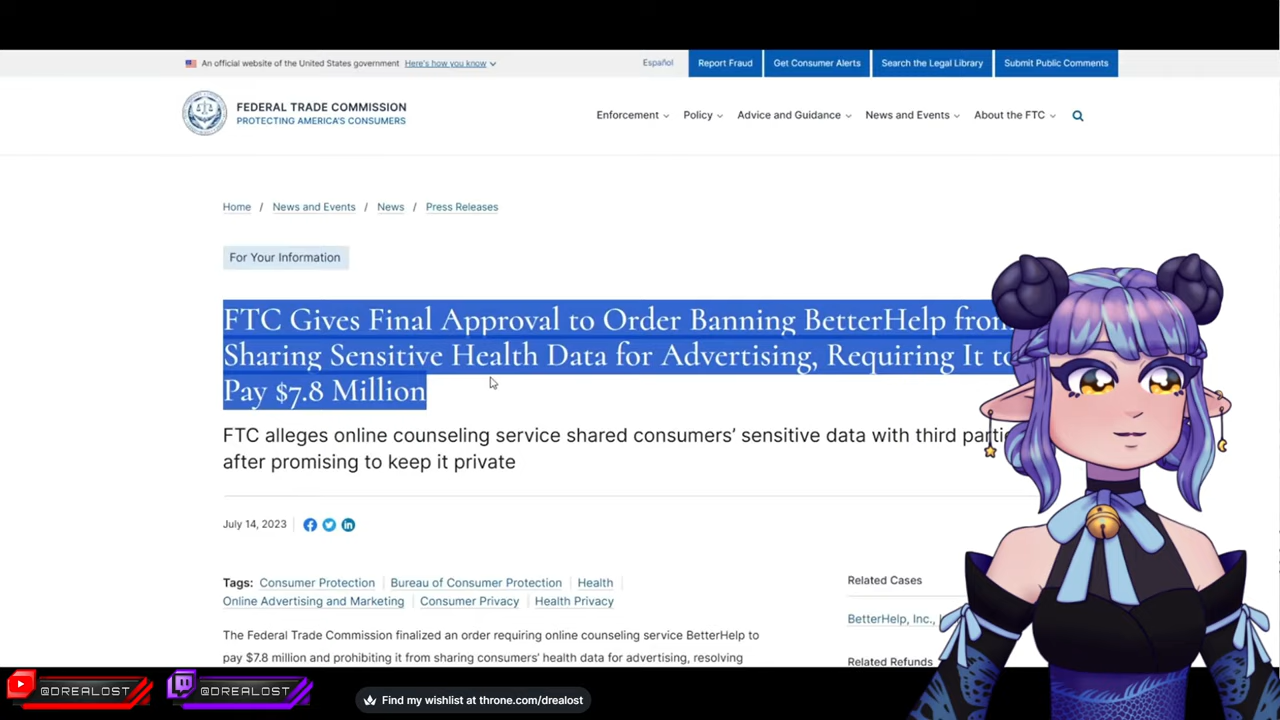 An official website of the United States government Here's how you know
Español
Report Fraud
Get Consumer Alerts
Search the Legal Library
Submit Public Comments
FEDERAL TRADE COMMISSION
PROTECTING AMERICA'S CONSUMERS
Enforcement
Policy
Advice and Guidance
News and Events
About the FTC
Home / News and Events / News / Press Releases
For Your Information
FTC Gives Final Approval to Order Banning BetterHelp from
Sharing Sensitive Health Data for Advertising, Requiring It to
Pay $7.8 Million
FTC alleges online counseling service shared consumers' sensitive data with third
after promising to keep it private
July 14, 2023
Tags: Consumer Protection | Bureau of Consumer Protection | Health
Online Advertising and Marketing | Consumer Privacy | Health Privacy
Related Cases
BetterHelp, Inc.,
Related Refunds
The Federal Trade Commission finalized an order requiring online counseling service BetterHelp to
pay $7.8 million and prohibiting it from sharing consumers' health data for advertising, resolving
@DREALOST
@DREALOST
Find my wishlist at throne.com/drealost